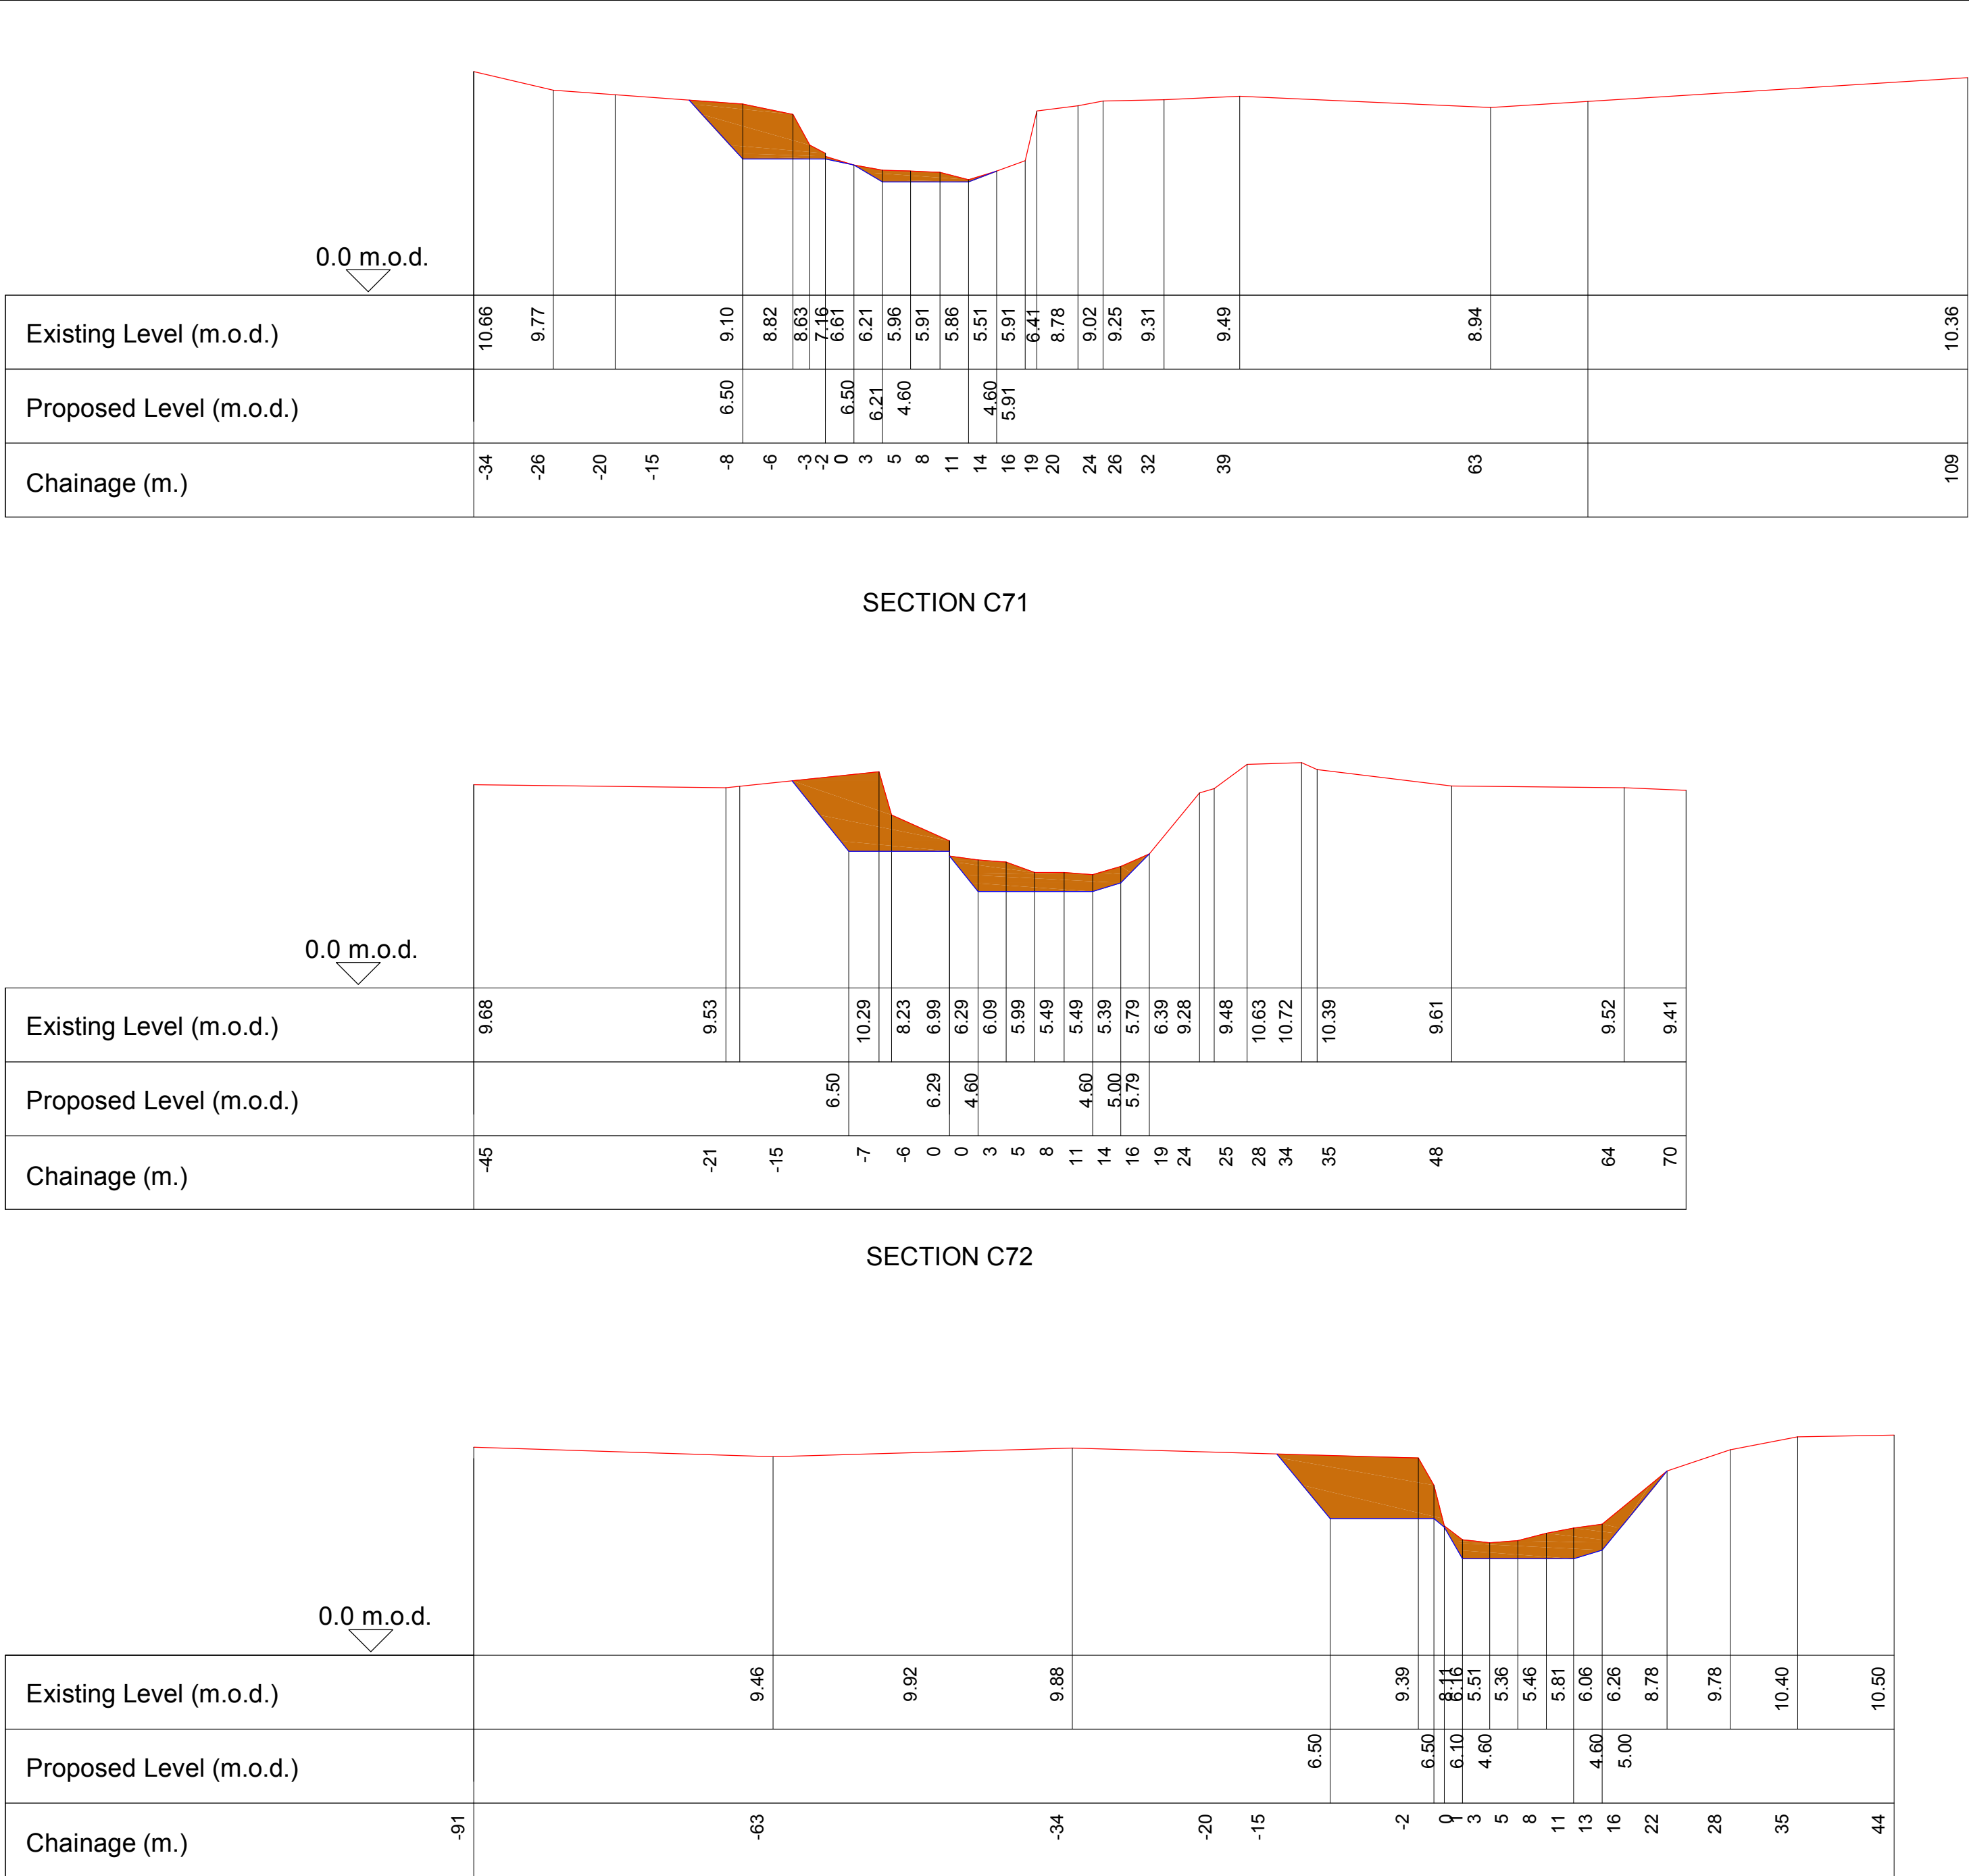 0.0 m.o.d.
Existing Level (m.o.d.) 10.66 9.77 9.10 8.82 8.63 7.16 6.61 6.21 5.96 5.91 5.86 5.51 5.91 6.41 8.78 9.02 9.25 9.31 9.49 8.94 10.36
Proposed Level (m.o.d.) 6.50 6.50 6.21 4.60 4.60 5.91
Chainage (m.) -34 -26 -20 -15 -8 -6 -3 -2 0 3 5 8 11 14 16 19 20 24 26 32 39 63 109
SECTION C71
0.0 m.o.d.
Existing Level (m.o.d.) 9.68 9.53 10.29 8.23 6.99 6.29 6.09 5.99 5.49 5.49 5.39 5.79 6.39 9.28 9.48 10.63 10.72 10.39 9.61 9.52 9.41
Proposed Level (m.o.d.) 6.50 6.29 4.60 4.60 5.00 5.79
Chainage (m.) -45 -21 -15 -7 -6 0 0 3 5 8 11 14 16 19 24 25 28 34 35 48 64 70
SECTION C72
0.0 m.o.d.
Existing Level (m.o.d.) 9.46 9.92 9.88 9.39 8.11 6.16 5.51 5.36 5.46 5.81 6.06 6.26 8.78 9.78 10.40 10.50
Proposed Level (m.o.d.) 6.50 6.50 6.10 4.60 4.60 5.00
Chainage (m.) -91 -63 -34 -20 -15 -2 0 1 3 5 8 11 13 16 22 28 35 44